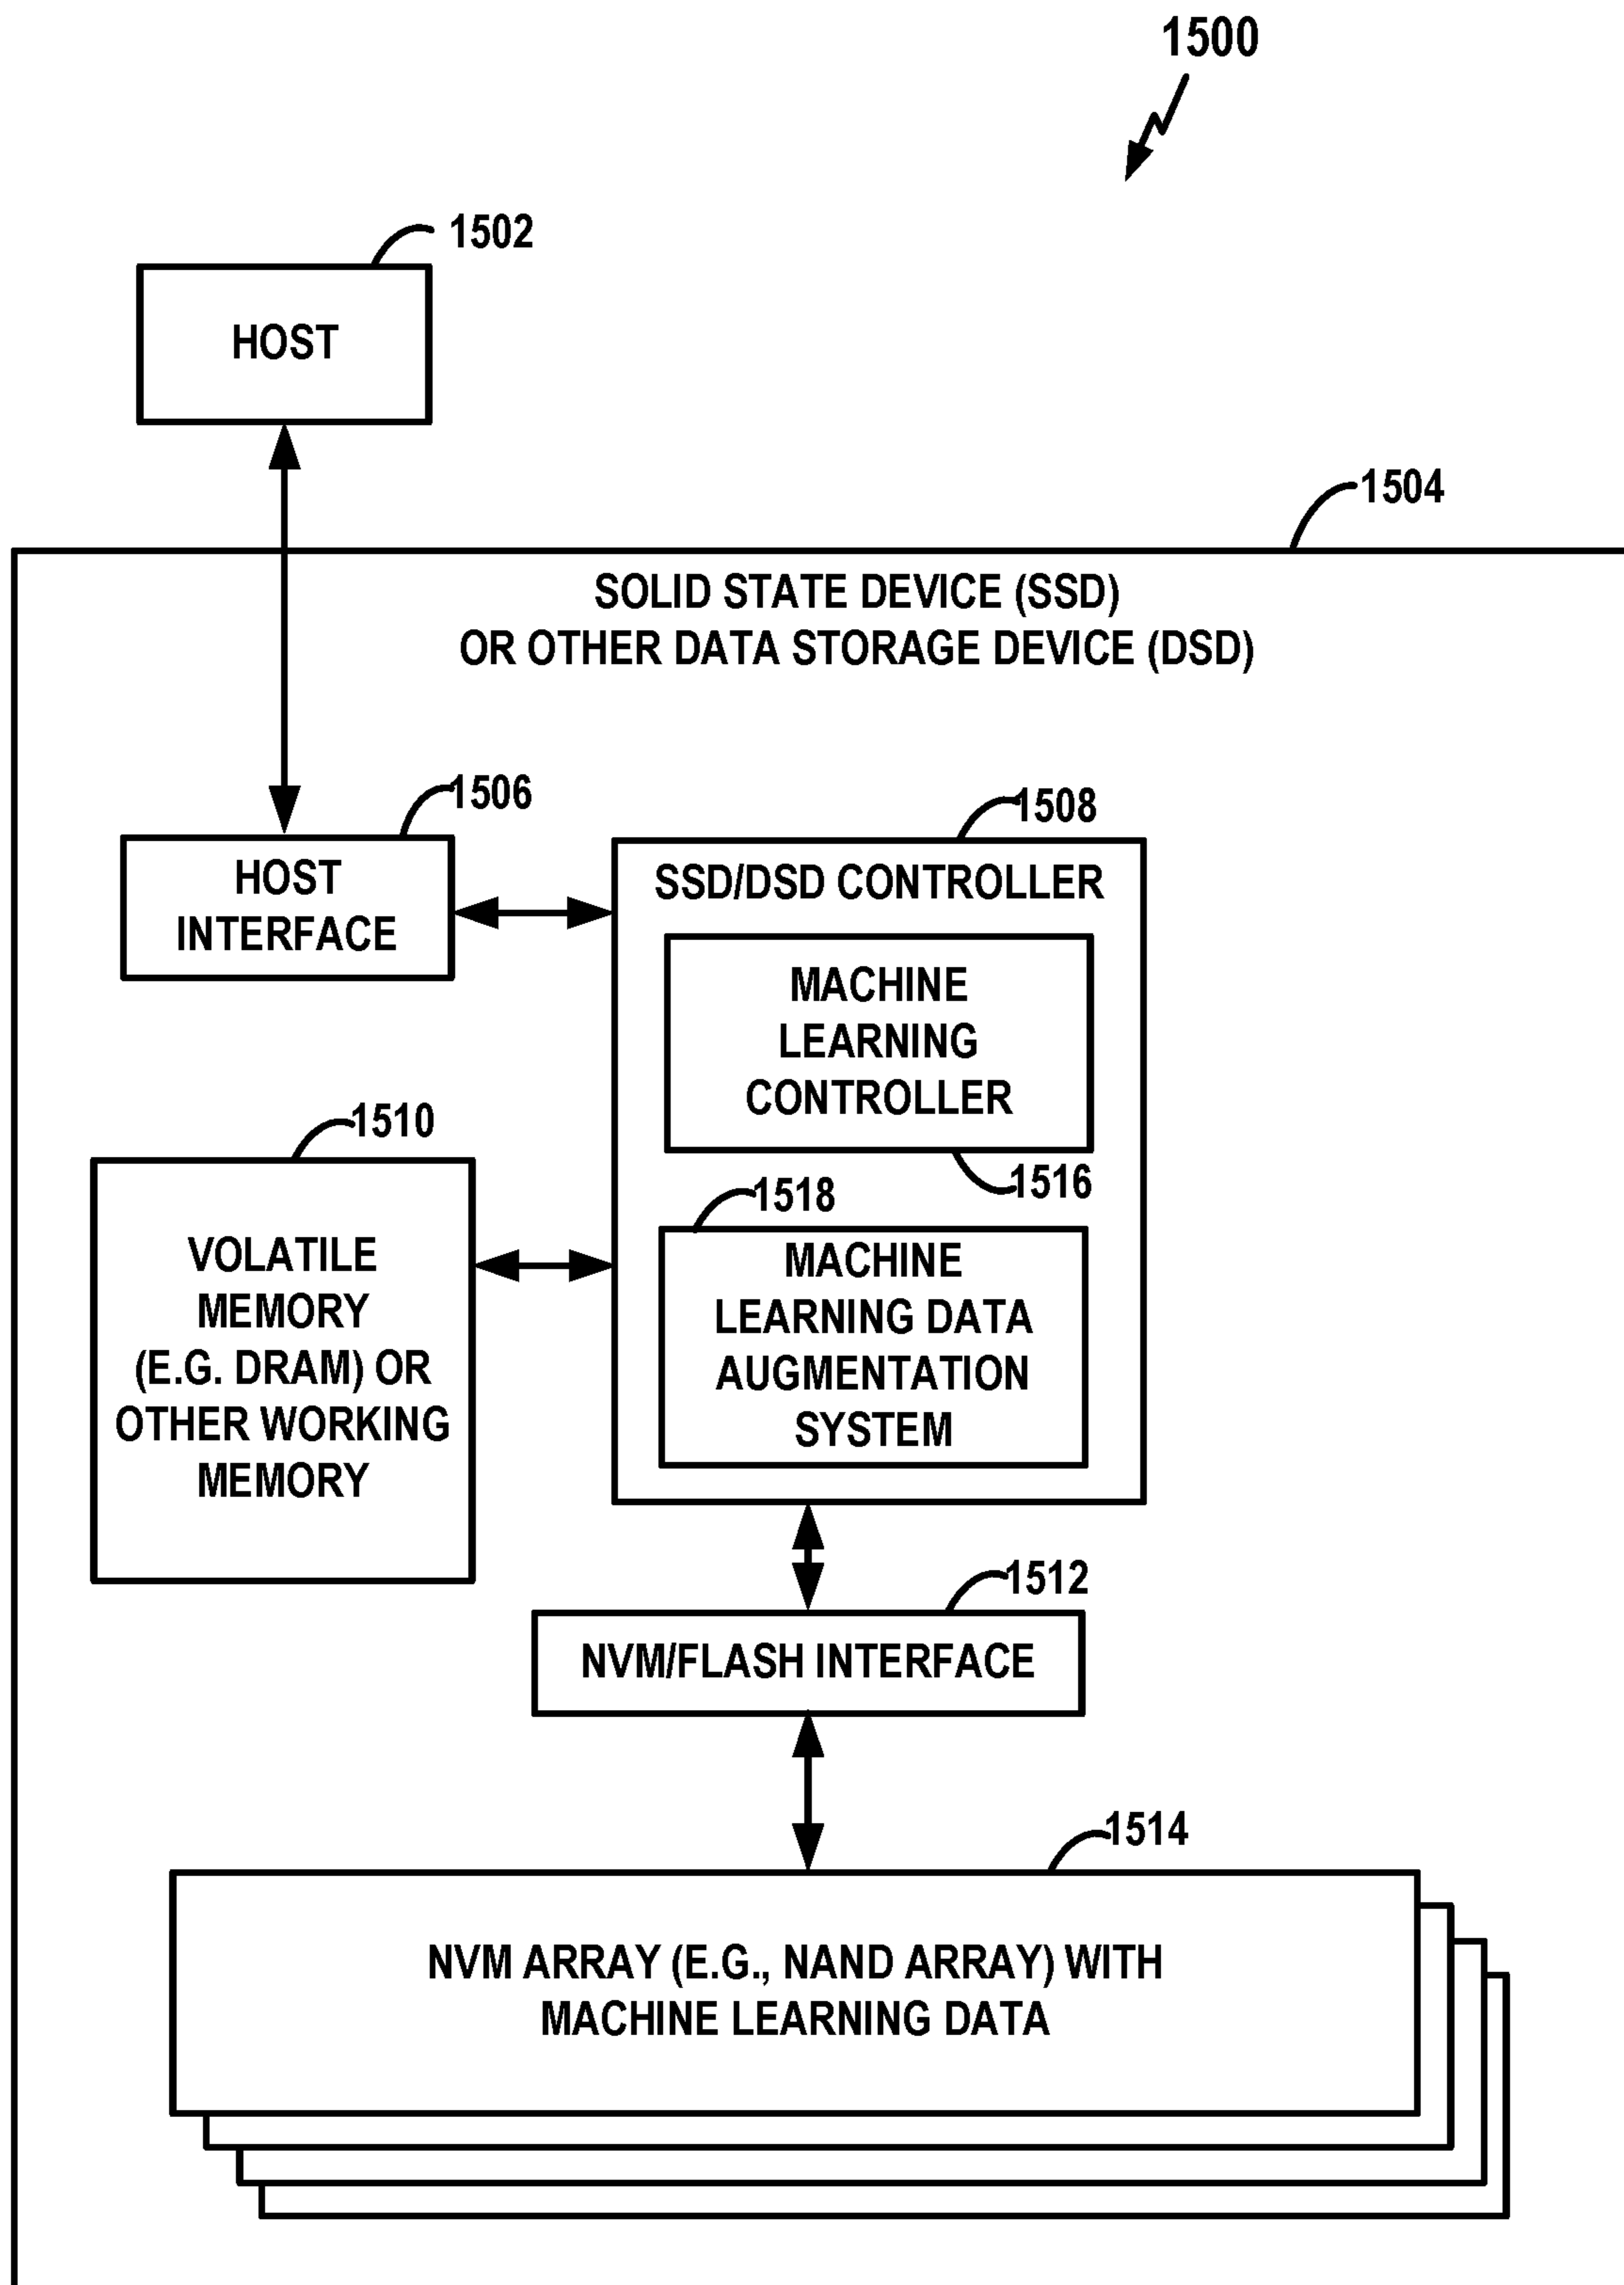 1500
1502
HOST
1504
SOLID STATE DEVICE (SSD)
OR OTHER DATA STORAGE DEVICE (DSD)
1506
HOST
INTERFACE
1508
SSD/DSD CONTROLLER
MACHINE
LEARNING
CONTROLLER
1516
1510
VOLATILE
MEMORY
(E.G. DRAM) OR
OTHER WORKING
MEMORY
1518
MACHINE
LEARNING DATA
AUGMENTATION
SYSTEM
1512
NVM/FLASH INTERFACE
1514
NVM ARRAY (E.G., NAND ARRAY) WITH
MACHINE LEARNING DATA